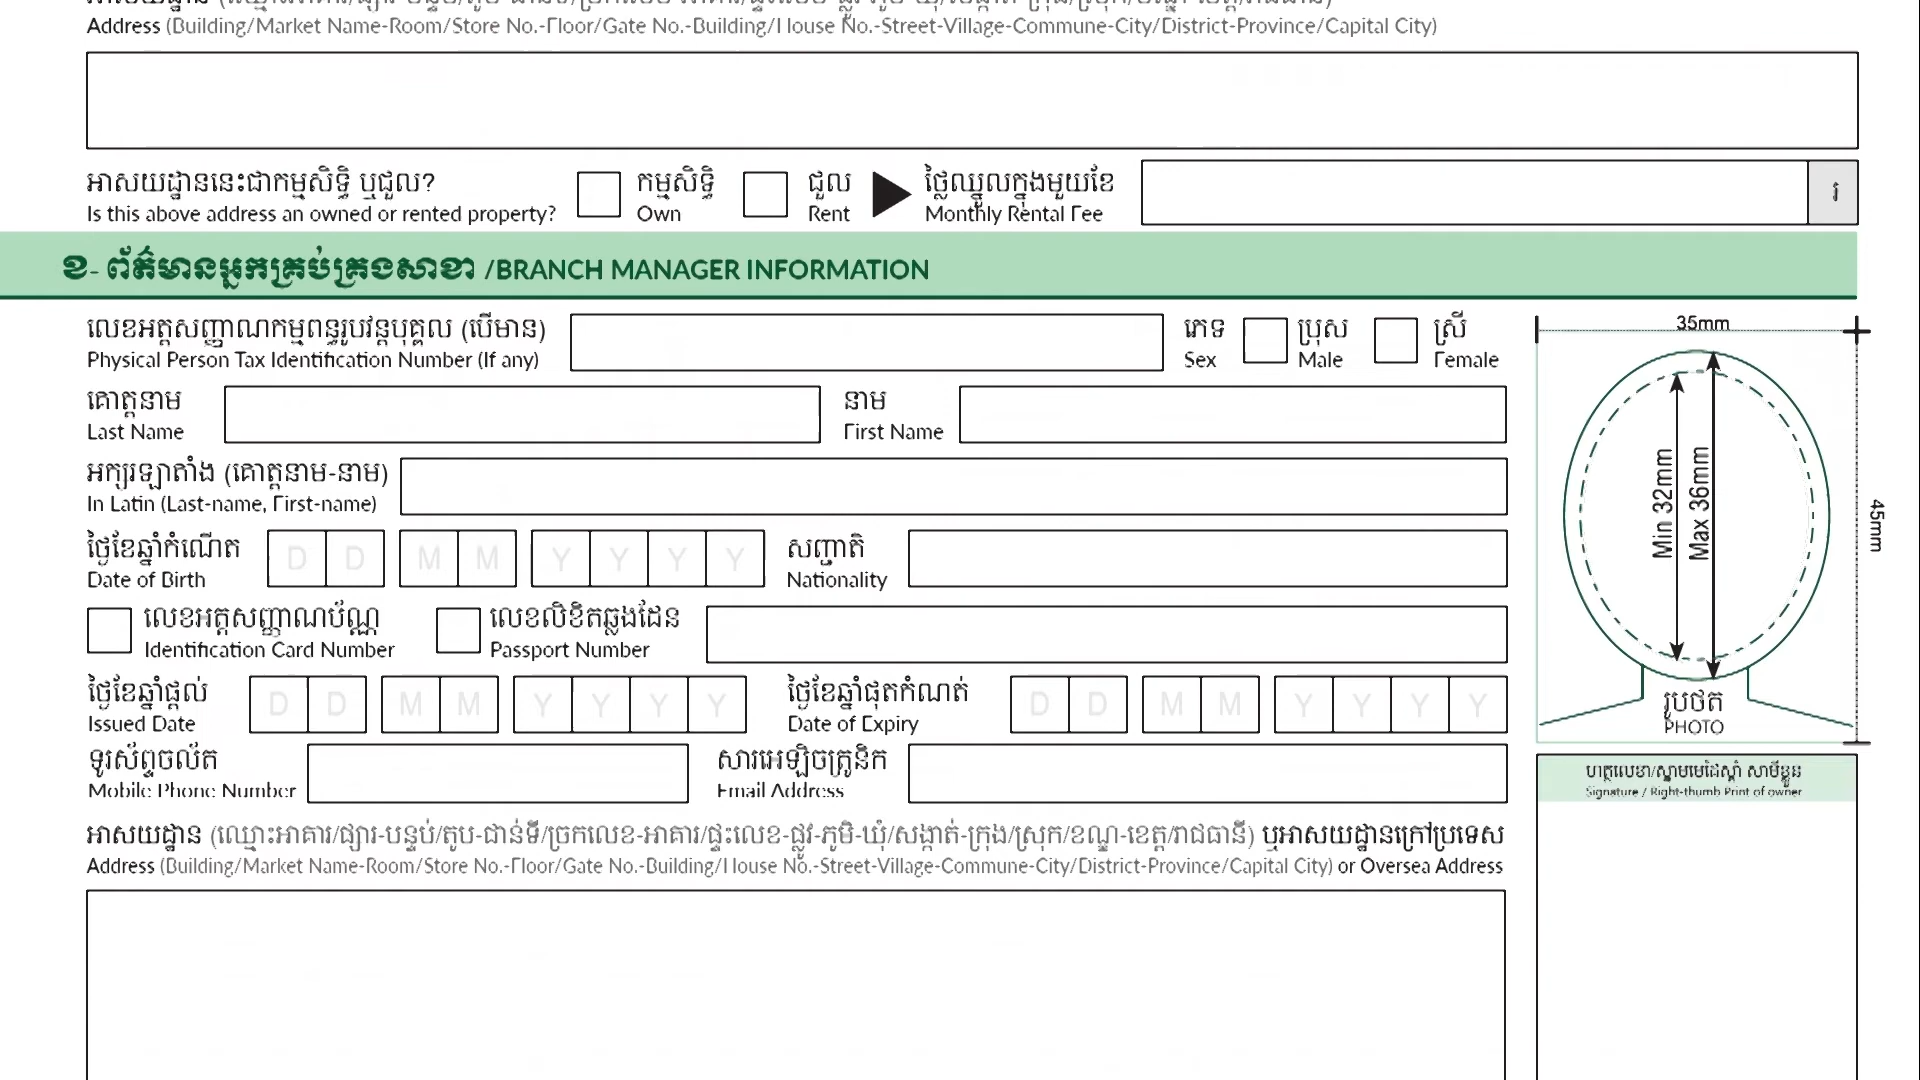 Address (Building/Market Name-Room/Store No.-Floor/Gate No.-Building/House No.-Street-Village-Commune-City/District-Province/Capital City)
អាសយដ្ឋាននេះជាកម្មសិទ្ធិ ឬជួល?
Is this above address an owned or rented property?
កម្មសិទ្ធិ
Own
ជួល
Rent
ថ្លៃឈ្នួលក្នុងមួយខែ
Monthly Rental Fee
៛
ខ- ព័ត៌មានអ្នកគ្រប់គ្រងសាខា /BRANCH MANAGER INFORMATION
លេខអត្តសញ្ញាណកម្មពន្ធរូបវន្តបុគ្គល (បើមាន)
Physical Person Tax Identification Number (If any)
ភេទ
Sex
ប្រុស
Male
ស្រី
Female
35mm
គោត្តនាម
Last Name
នាម
First Name
អក្សរឡាតាំង (គោត្តនាម-នាម)
In Latin (Last-name, First-name)
Min 32mm
Max 36mm
45mm
ថ្ងៃខែឆ្នាំកំណើត
Date of Birth
D D M M Y Y Y Y
សញ្ជាតិ
Nationality
លេខអត្តសញ្ញាណប័ណ្ណ
Identification Card Number
លេខលិខិតឆ្លងដែន
Passport Number
ថ្ងៃខែឆ្នាំផ្តល់
Issued Date
D D M M Y Y Y Y
ថ្ងៃខែឆ្នាំផុតកំណត់
Date of Expiry
D D M M Y Y Y Y
រូបថត
PHOTO
ទូរស័ព្ទចល័ត
Mobile Phone Number
សារអេឡិចត្រូនិក
Email Address
ហត្ថលេខា/ស្នាមមេដៃស្តាំ សាមីខ្លួន
Signature / Right-thumb Print of owner
អាសយដ្ឋាន (ឈ្មោះអាគារ/ផ្សារ-បន្ទប់/តូប-ជាន់ទី/ច្រកលេខ-អាគារ/ផ្ទះលេខ-ផ្លូវ-ភូមិ-ឃុំ/សង្កាត់-ក្រុង/ស្រុក/ខណ្ឌ-ខេត្ត/រាជធានី) ឬអាសយដ្ឋានក្រៅប្រទេស
Address (Building/Market Name-Room/Store No.-Floor/Gate No.-Building/House No.-Street-Village-Commune-City/District-Province/Capital City) or Oversea Address